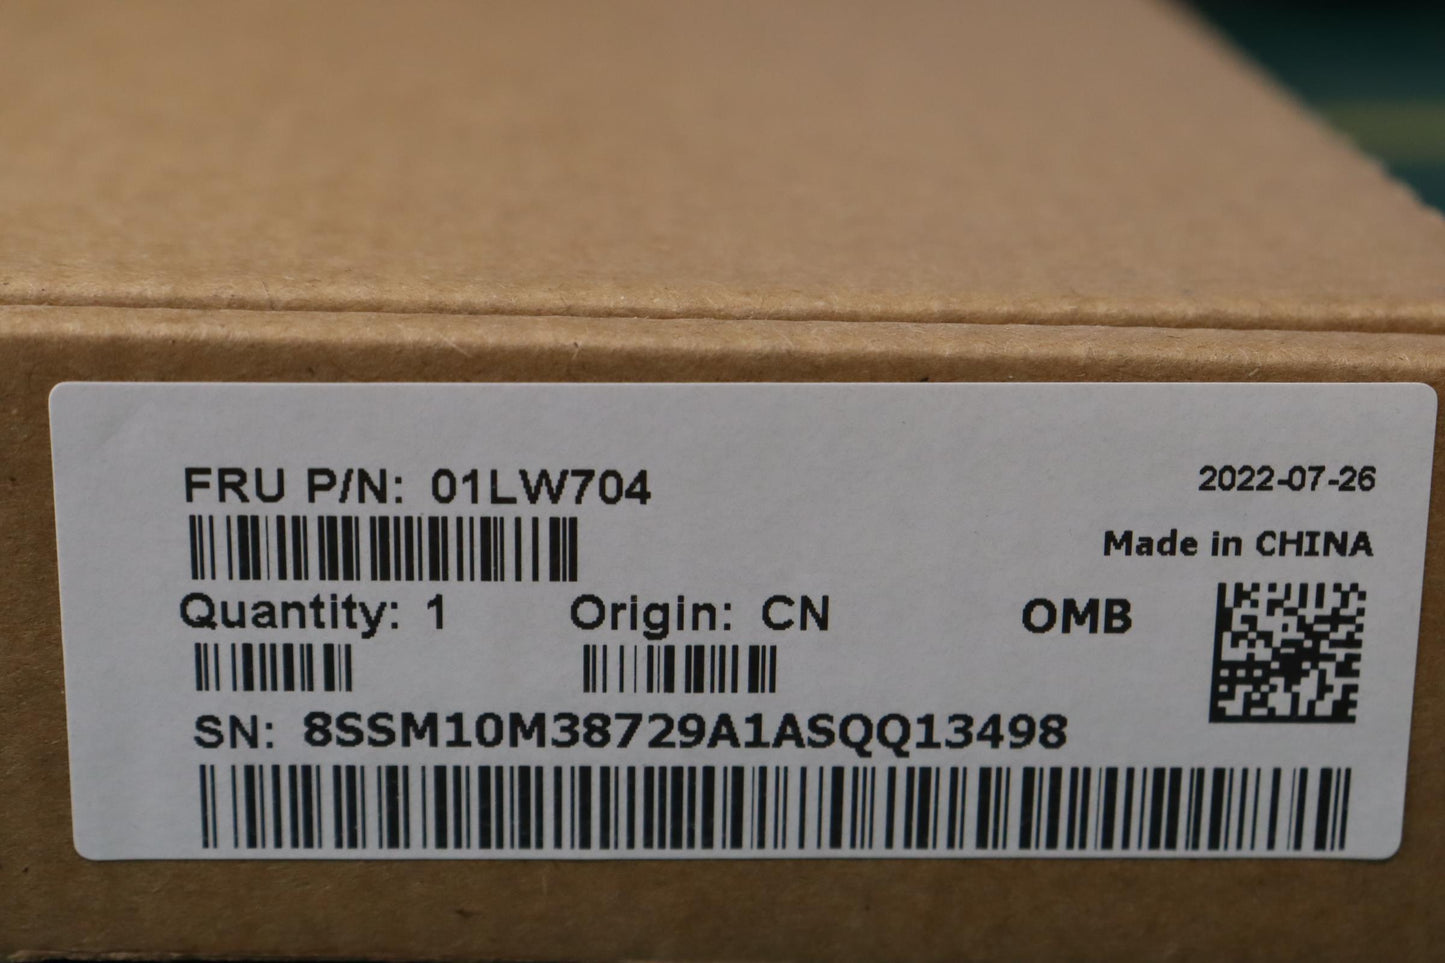 FRU P/N: 01LW704
2022-07-26
Made in CHINA
Quantity: 1 Origin: CN OMB
SN: 8SSM10M38729A1ASQQ13498